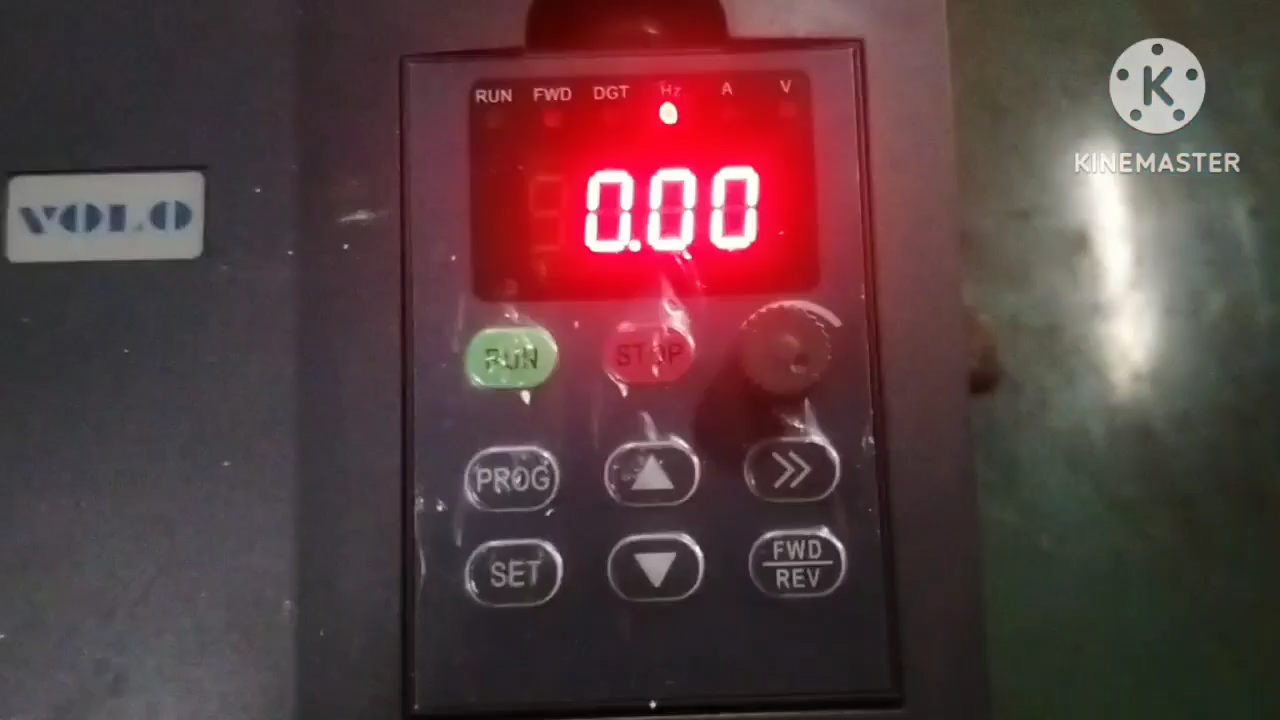 RUN FWD DGT Hz A V
0.00
VOLO
RUN STOP
PROG
SET
FWD
REV
K
KINEMASTER